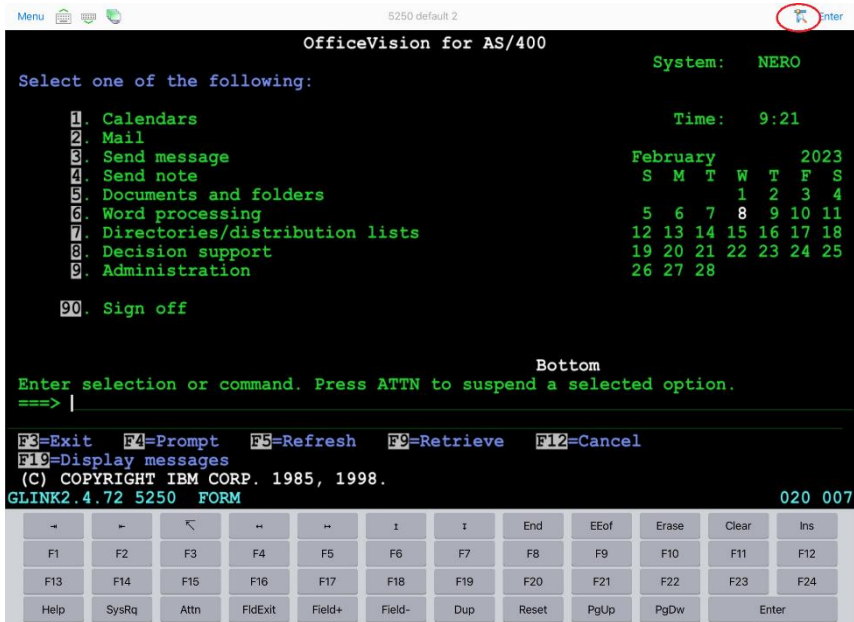 Menu 5250 default 2 Enter
OfficeVision for AS/400
System: NERO
Select one of the following:
1. Calendars Time: 9:21
2. Mail
3. Send message February 2023
4. Send note S M T W T F S
5. Documents and folders 1 2 3 4
6. Word processing 5 6 7 8 9 10 11
7. Directories/distribution lists 12 13 14 15 16 17 18
8. Decision support 19 20 21 22 23 24 25
9. Administration 26 27 28
90. Sign off
Bottom
Enter selection or command. Press ATTN to suspend a selected option.
===>
F3=Exit F4=Prompt F5=Refresh F9=Retrieve F12=Cancel
F19=Display messages
(C) COPYRIGHT IBM CORP. 1985, 1998.
GLINK2.4.72 5250 FORM 020 007
End EEof Erase Clear Ins
F1 F2 F3 F4 F5 F6 F7 F8 F9 F10 F11 F12
F13 F14 F15 F16 F17 F18 F19 F20 F21 F22 F23 F24
Help SysRq Attn FldExit Field+ Field- Dup Reset PgUp PgDw Enter